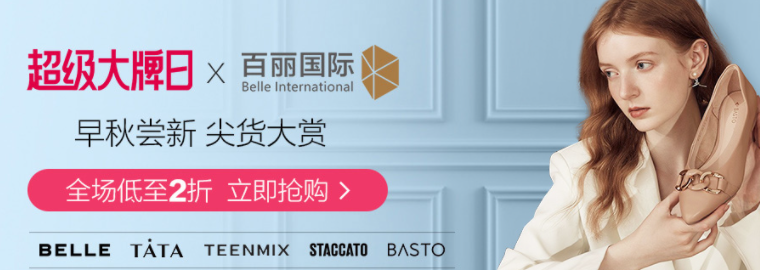 超级大牌日 X 百丽国际
Belle International
早秋尝新 尖货大赏
全场低至2折 立即抢购 >
BELLE TATA TEENMIX STACCATO BASTO